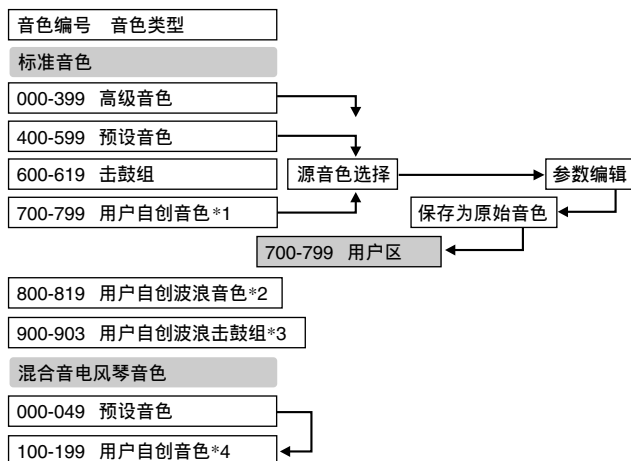 音色编号 音色类型
标准音色
000-399 高级音色
400-599 预设音色
600-619 击鼓组
源音色选择
参数编辑
700-799 用户自创音色*1
保存为原始音色
700-799 用户区
800-819 用户自创波浪音色*2
900-903 用户自创波浪击鼓组*3
混合音电风琴音色
000-049 预设音色
100-199 用户自创音色*4